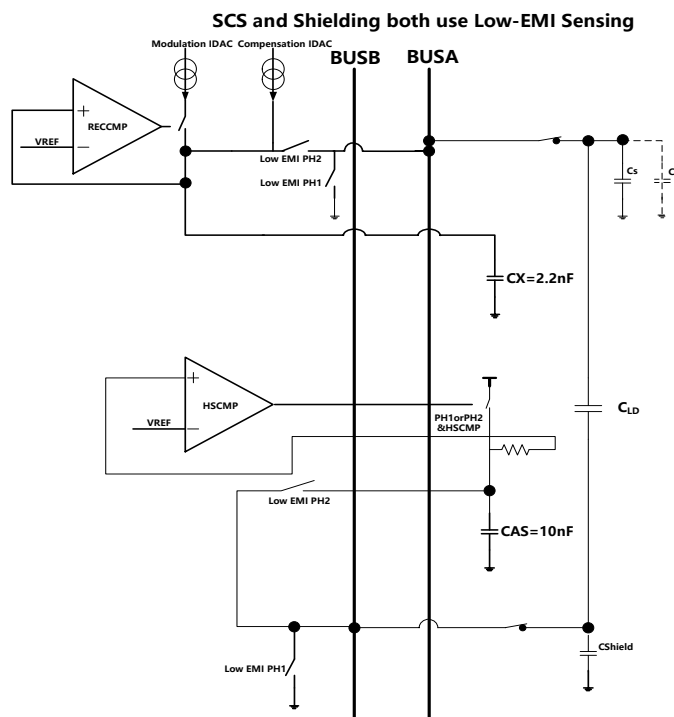 SCS and Shielding both use Low-EMI Sensing
Modulation IDAC Compensation IDAC
BUSB BUSA
+
RECCMP
VREF
−
Low EMI PH2
Low EMI PH1
Cs
C
CX=2.2nF
+
HSCMP
VREF
−
PH1orPH2
&HSCMP
CLD
Low EMI PH2
CAS=10nF
Low EMI PH1
CShield